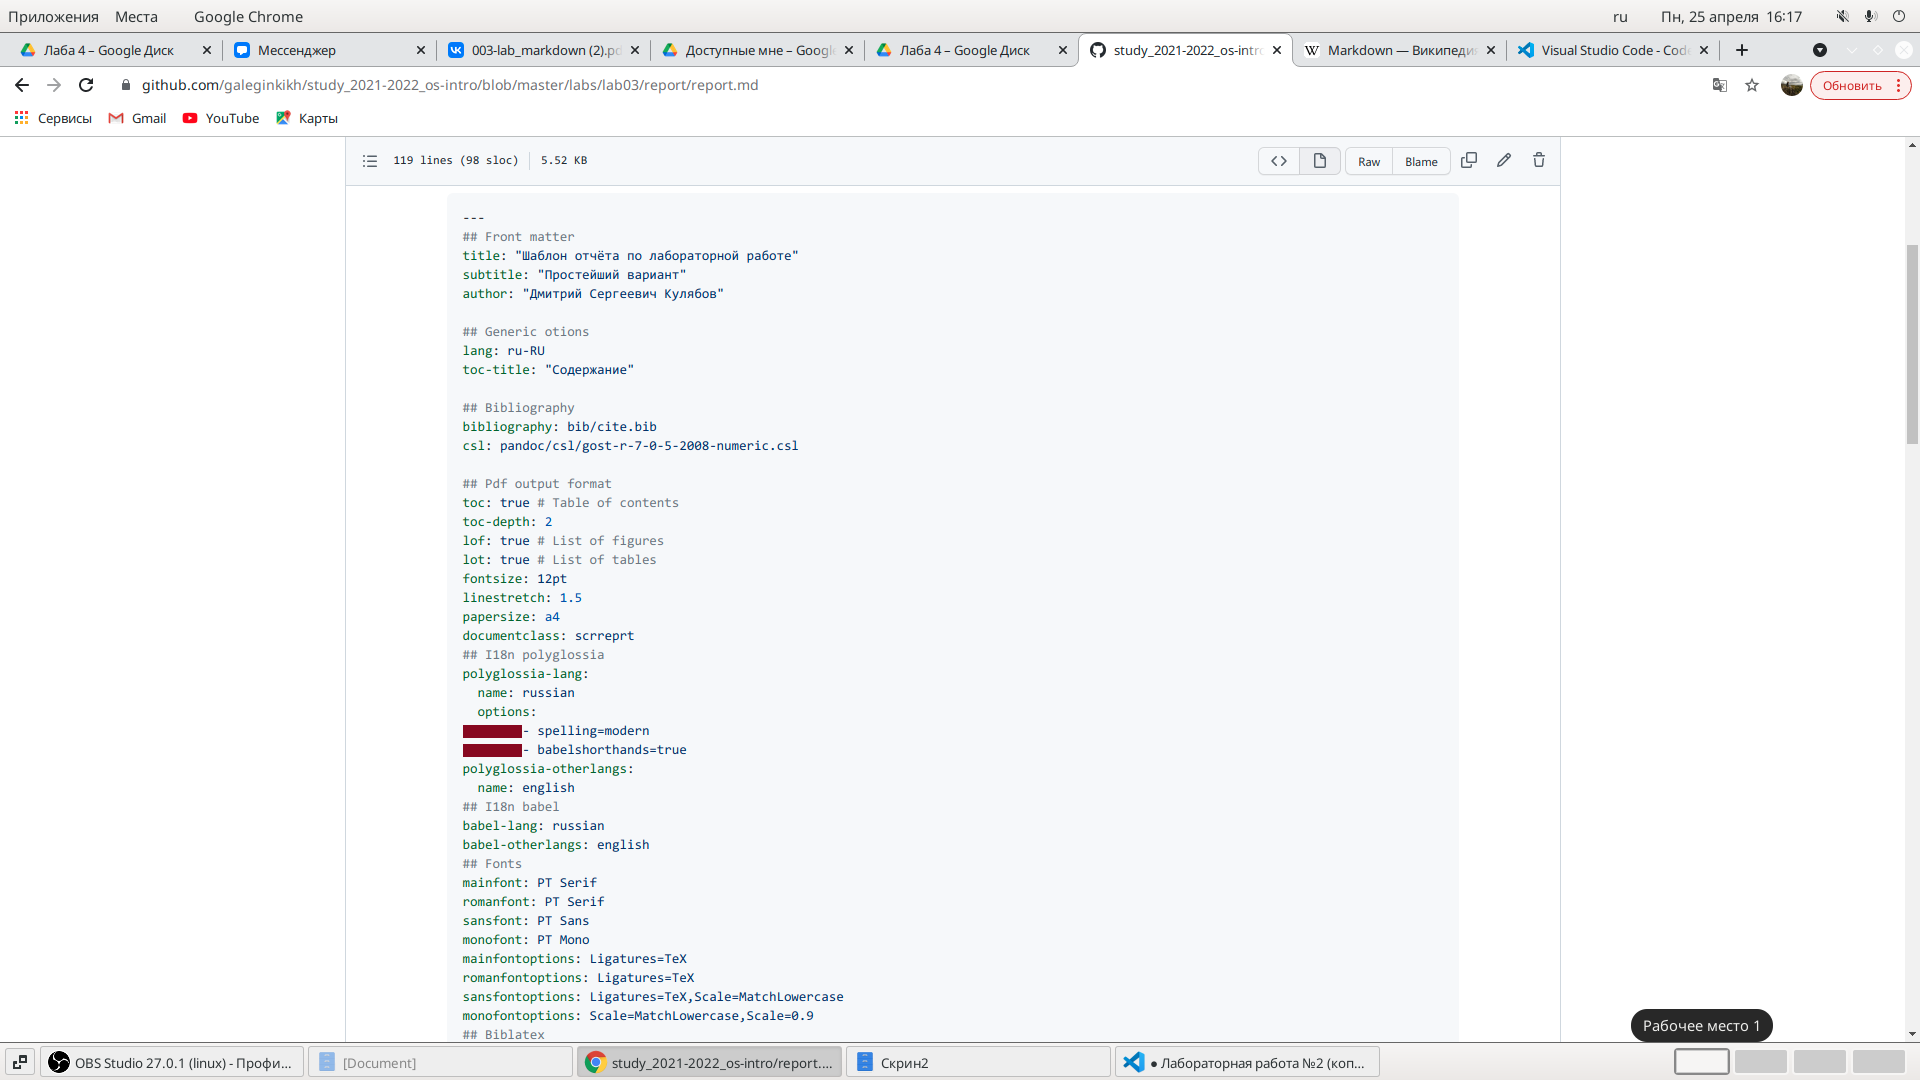 Приложения Места Google Chrome ru Пн, 25 апреля 16:17
Лаба 4 – Google Диск Мессенджер 003-lab_markdown (2).pd Доступные мне – Google Лаба 4 – Google Диск study_2021-2022_os-intro Markdown — Википедия Visual Studio Code - Code
github.com/galeginkikh/study_2021-2022_os-intro/blob/master/labs/lab03/report/report.md Обновить
Сервисы Gmail YouTube Карты
119 lines (98 sloc) 5.52 KB Raw Blame
---
## Front matter
title: "Шаблон отчёта по лабораторной работе"
subtitle: "Простейший вариант"
author: "Дмитрий Сергеевич Кулябов"
## Generic otions
lang: ru-RU
toc-title: "Содержание"
## Bibliography
bibliography: bib/cite.bib
csl: pandoc/csl/gost-r-7-0-5-2008-numeric.csl
## Pdf output format
toc: true # Table of contents
toc-depth: 2
lof: true # List of figures
lot: true # List of tables
fontsize: 12pt
linestretch: 1.5
papersize: a4
documentclass: scrreprt
## I18n polyglossia
polyglossia-lang:
name: russian
options:
- spelling=modern
- babelshorthands=true
polyglossia-otherlangs:
name: english
## I18n babel
babel-lang: russian
babel-otherlangs: english
## Fonts
mainfont: PT Serif
romanfont: PT Serif
sansfont: PT Sans
monofont: PT Mono
mainfontoptions: Ligatures=TeX
romanfontoptions: Ligatures=TeX
sansfontoptions: Ligatures=TeX,Scale=MatchLowercase
monofontoptions: Scale=MatchLowercase,Scale=0.9
## Biblatex
Рабочее место 1
OBS Studio 27.0.1 (linux) - Профи... [Document] study_2021-2022_os-intro/report.... Скрин2 ● Лабораторная работа №2 (коп...